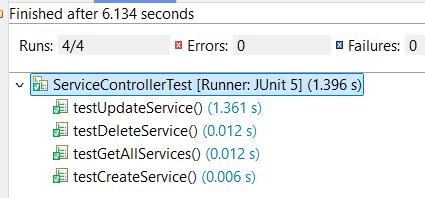 Finished after 6.134 seconds
Runs: 4/4 Errors: 0 Failures: 0
ServiceControllerTest [Runner: JUnit 5] (1.396 s)
testUpdateService() (1.361 s)
testDeleteService() (0.012 s)
testGetAllServices() (0.012 s)
testCreateService() (0.006 s)